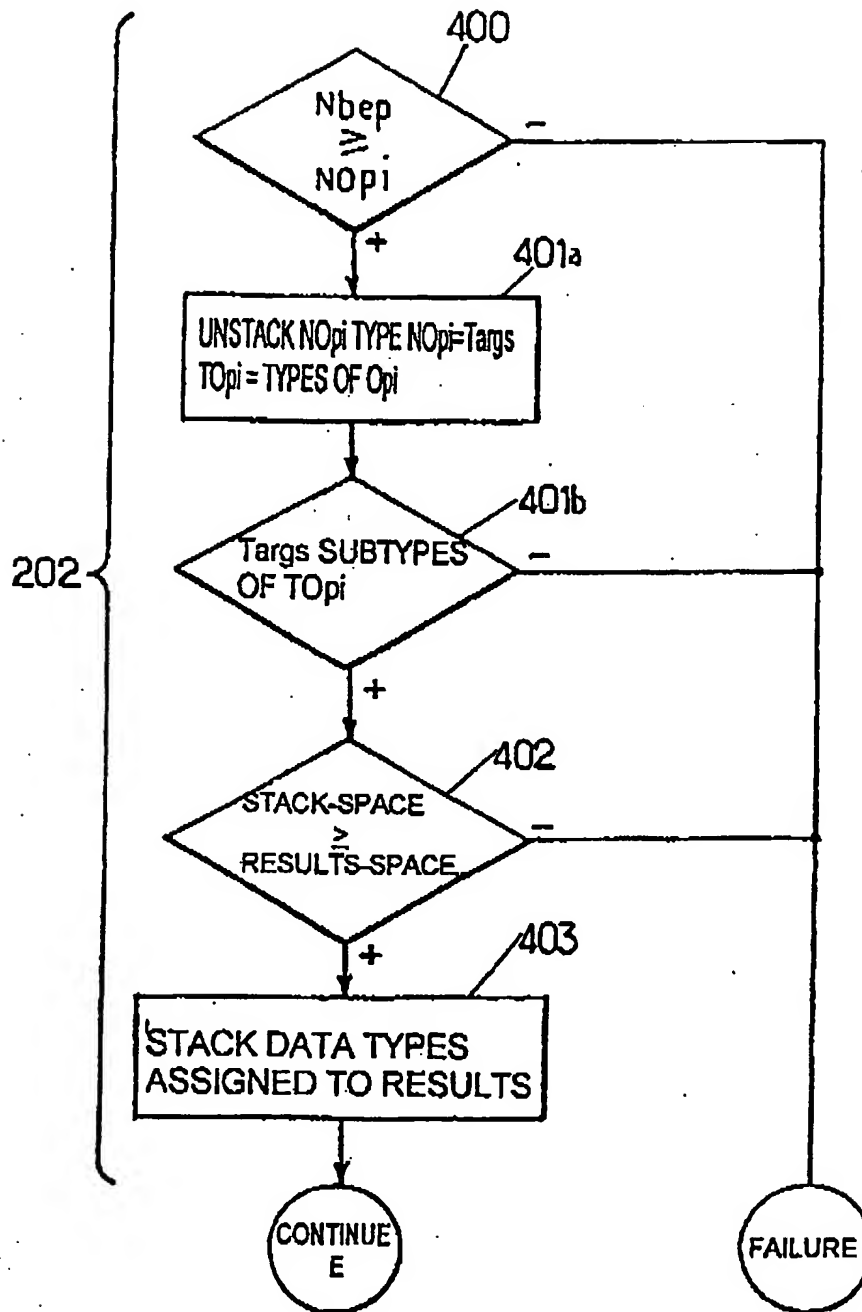 400
Nbep
≥
NOpi
−
+
401a
UNSTACK NOpi TYPE NOpi=Targs
TOpi = TYPES OF Opi
401b
Targs SUBTYPES
OF TOpi
−
202
+
402
STACK-SPACE
≥
RESULTS-SPACE
−
+
403
STACK DATA TYPES
ASSIGNED TO RESULTS
CONTINUE
E
FAILURE